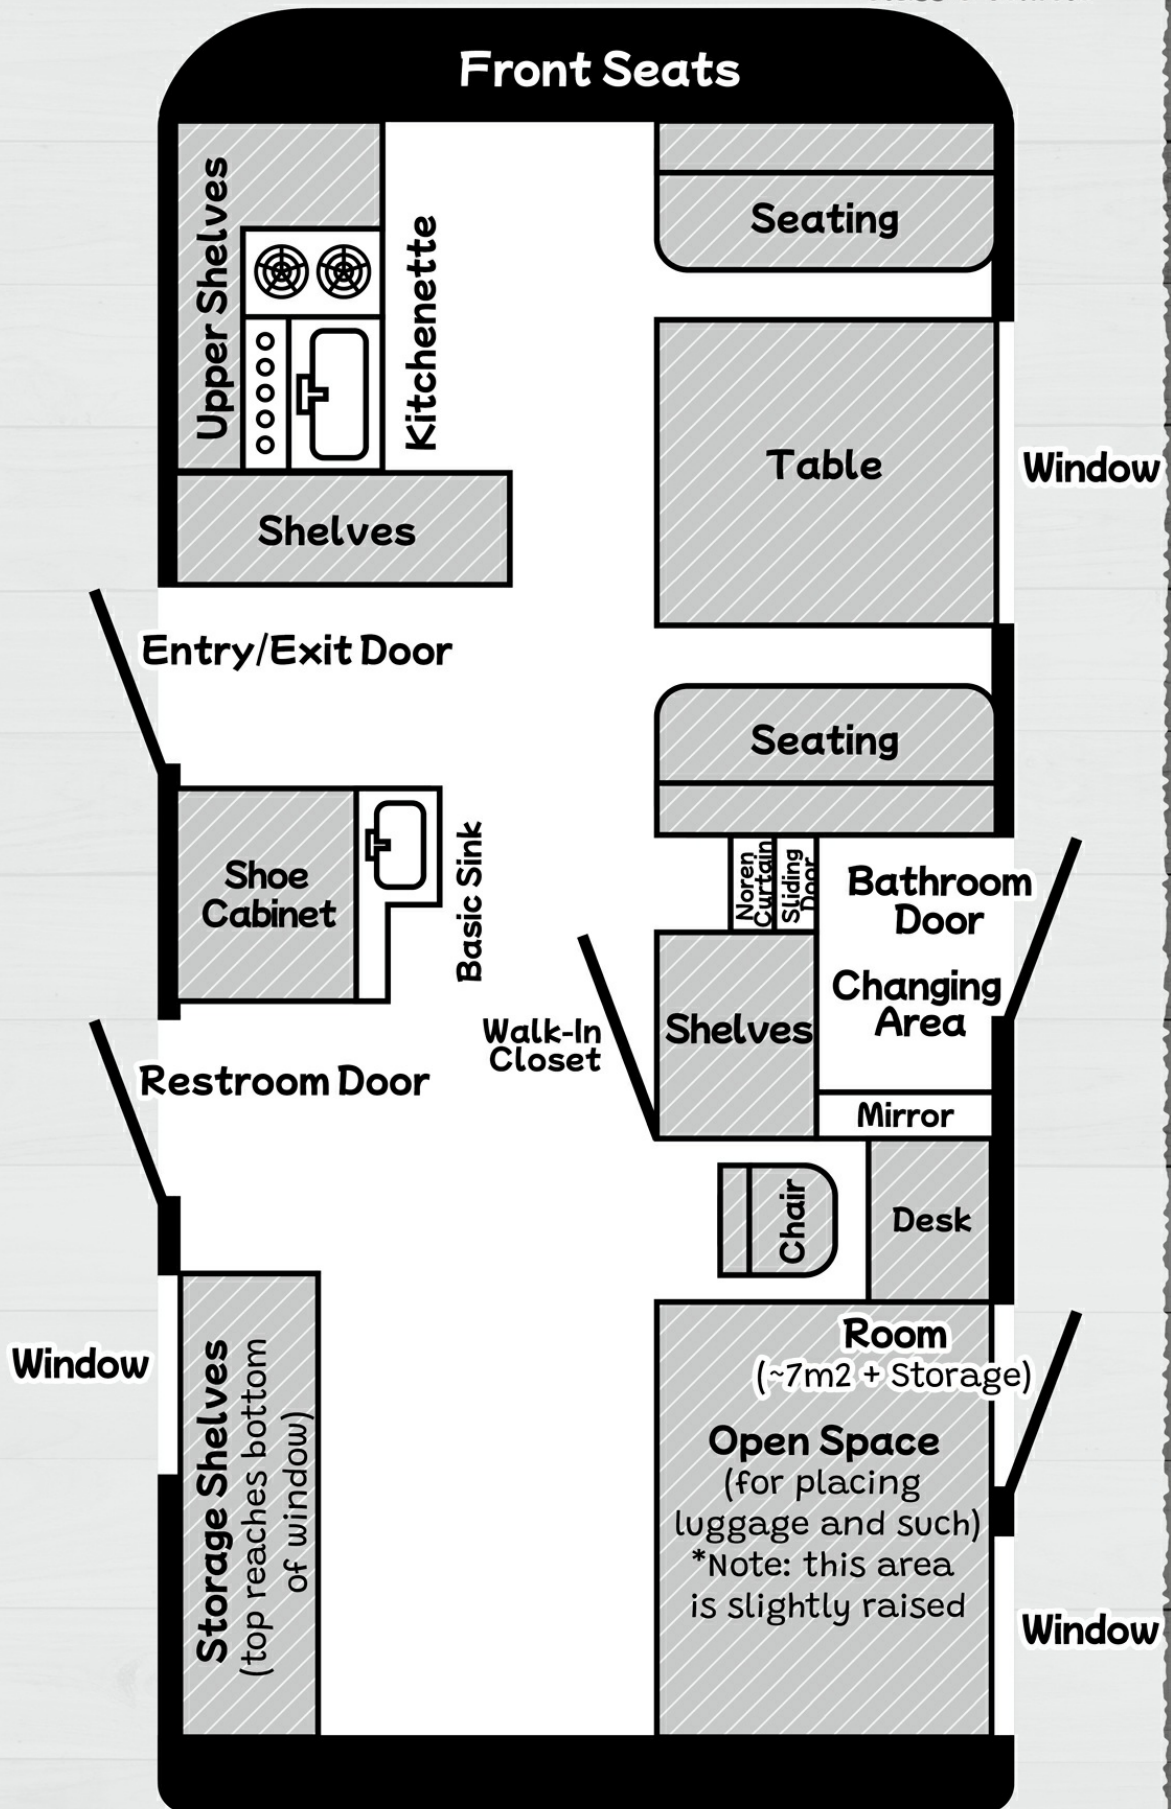 Front Seats
Upper Shelves
Kitchenette
Seating
Table
Window
Shelves
Entry/Exit Door
Seating
Shoe
Cabinet
Basic Sink
Noren
Curtain
Sliding
Door
Bathroom
Door
Changing
Area
Walk-In
Closet
Shelves
Restroom Door
Mirror
Chair
Desk
Window
Storage Shelves
(top reaches bottom
of window)
Room
(~7m2 + Storage)
Open Space
(for placing
luggage and such)
*Note: this area
is slightly raised
Window